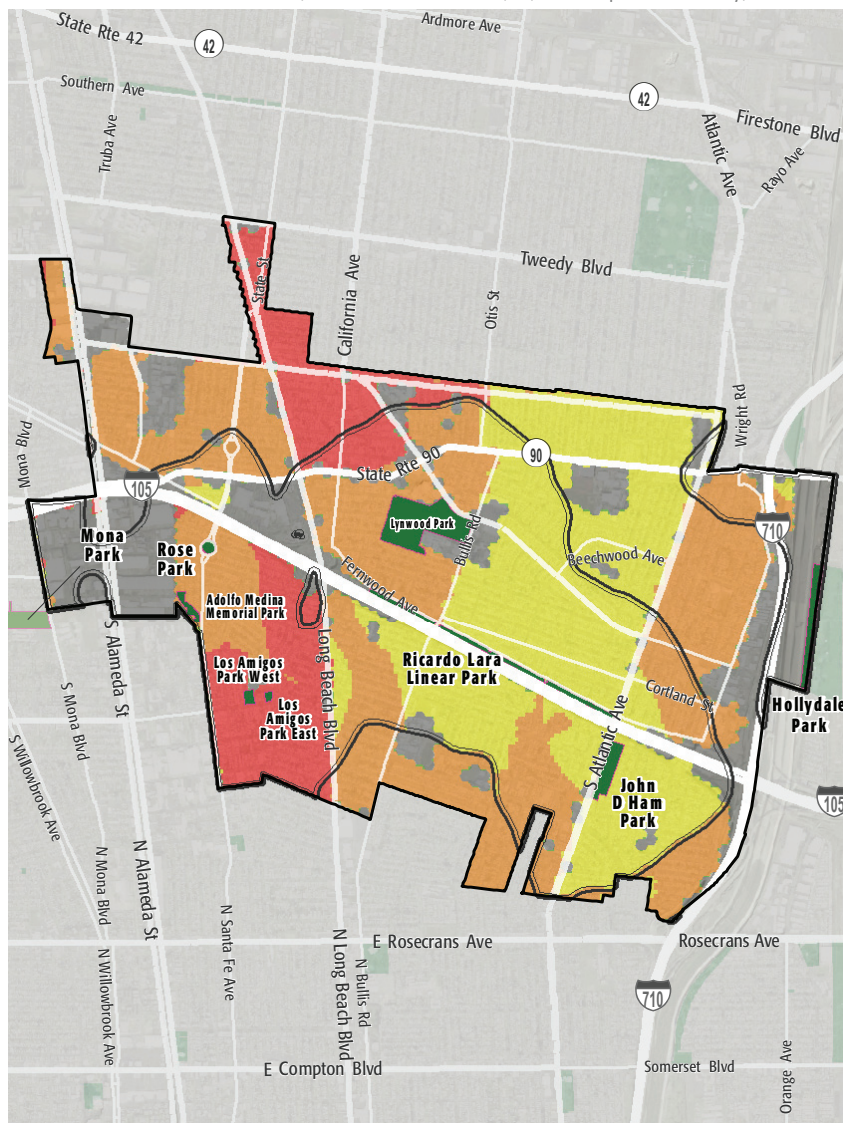 Ardmore Ave
State Rte 42
42
Southern Ave
42
Firestone Blvd
Truba Ave
Atlantic Ave
Rayo Ave
Tweedy Blvd
State St
California Ave
Otis St
Wright Rd
Mona Blvd
State Rte 90
90
105
710
Mona
Park
Rose
Park
Lynwood Park
Bullis Rd
Beechwood Ave
Fernwood Ave
Adolfo Medina
Memorial Park
Los Amigos
Park West
Los
Amigos
Park East
Long Beach Blvd
Ricardo Lara
Linear Park
Cortland St
Hollydale
Park
S Alameda St
S Mona Blvd
S Willowbrook Ave
S Atlantic Ave
John
D Ham
Park
105
N Mona Blvd
N Alameda St
N Santa Fe Ave
N Long Beach Blvd
N Bullis Rd
E Rosecrans Ave
Rosecrans Ave
N Willowbrook Ave
710
E Compton Blvd
Somerset Blvd
Orange Ave